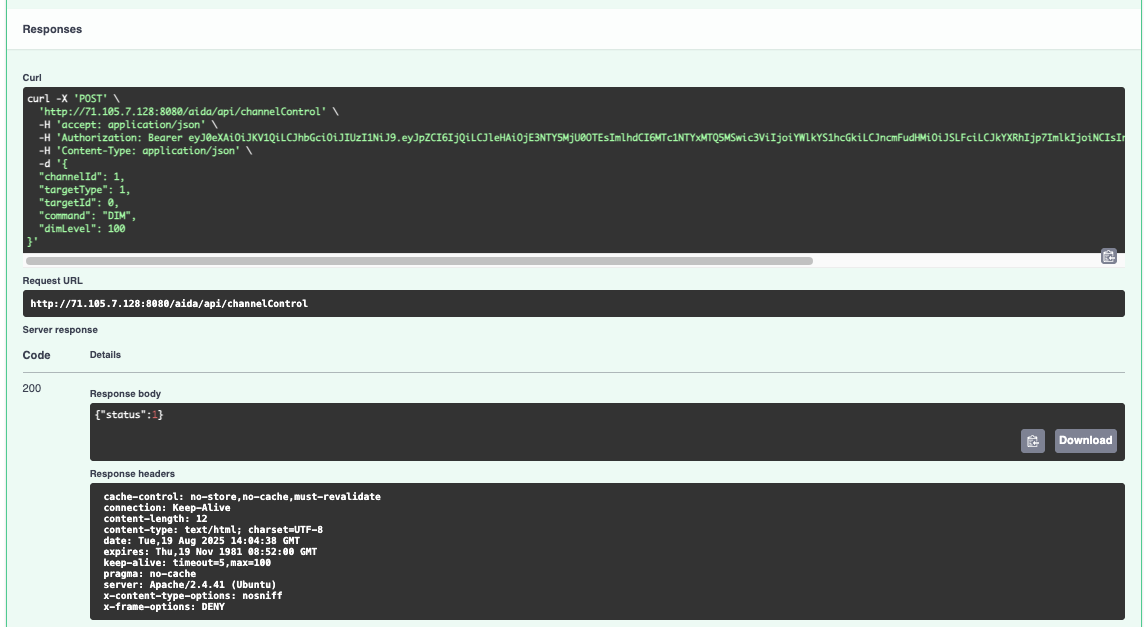 Responses
Curl
curl -X 'POST' \
'http://71.105.7.128:8080/aida/api/channelControl' \
-H 'accept: application/json' \
-H 'Authorization: Bearer
-H 'Content-Type: application/json' \
-d '{
"channelId": 1,
"targetType": 1,
"targetId": 0,
"command": "DIM",
"dimLevel": 100
}'
Request URL
http://71.105.7.128:8080/aida/api/channelControl
Server response
Code Details
200
Response body
{"status":1}
Download
Response headers
cache-control: no-store,no-cache,must-revalidate
connection: Keep-Alive
content-length: 12
content-type: text/html; charset=UTF-8
date: Tue,19 Aug 2025 14:04:38 GMT
expires: Thu,19 Nov 1981 08:52:00 GMT
keep-alive: timeout=5,max=100
pragma: no-cache
server: Apache/2.4.41 (Ubuntu)
x-content-type-options: nosniff
x-frame-options: DENY